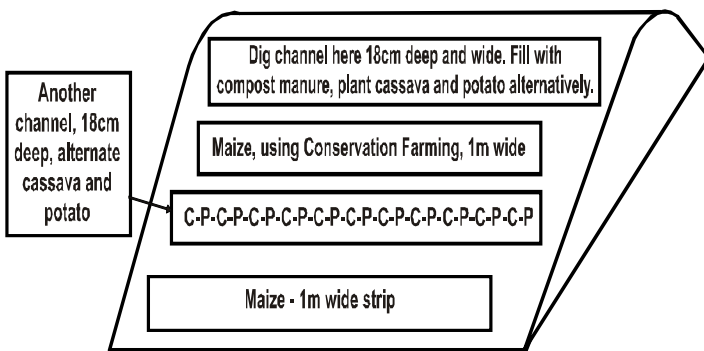 Dig channel here 18cm deep and wide. Fill with
compost manure, plant cassava and potato alternatively.
Another
channel, 18cm
deep, alternate
cassava and
potato
Maize, using Conservation Farming, 1m wide
C-P-C-P-C-P-C-P-C-P-C-P-C-P-C-P-C-P-C-P-C-P
Maize - 1m wide strip